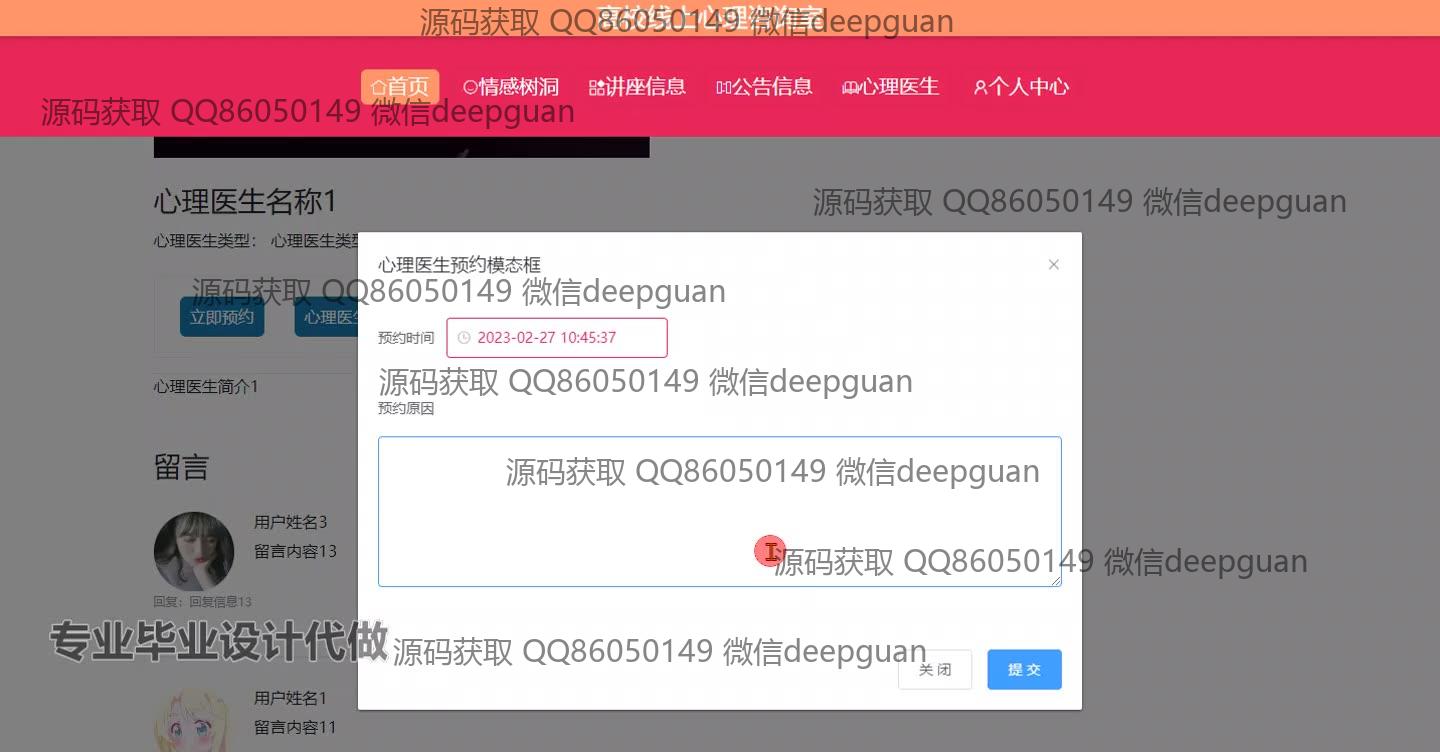 高校线上心理咨询室
源码获取 QQ86050149 微信deepguan
首页 情感树洞 讲座信息 公告信息 心理医生 个人中心
源码获取 QQ86050149 微信deepguan
心理医生名称1
源码获取 QQ86050149 微信deepguan
心理医生类型： 心理医生类型
心理医生预约模态框
源码获取 QQ86050149 微信deepguan
立即预约 心理医生
预约时间 2023-02-27 10:45:37
心理医生简介1
源码获取 QQ86050149 微信deepguan
预约原因
留言
源码获取 QQ86050149 微信deepguan
用户姓名3
留言内容13
源码获取 QQ86050149 微信deepguan
回复：回复信息13
专业毕业设计代做
源码获取 QQ86050149 微信deepguan
关闭 提交
用户姓名1
留言内容11